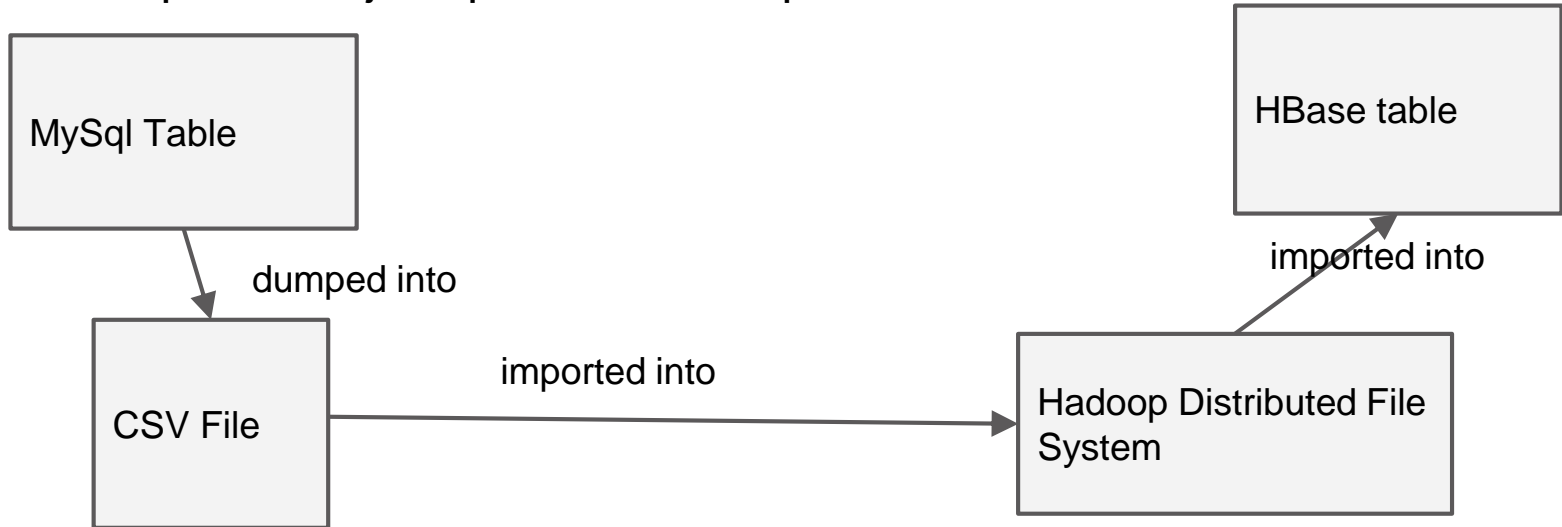 MySql Table
HBase table
dumped into
imported into
imported into
CSV File
Hadoop Distributed File
System